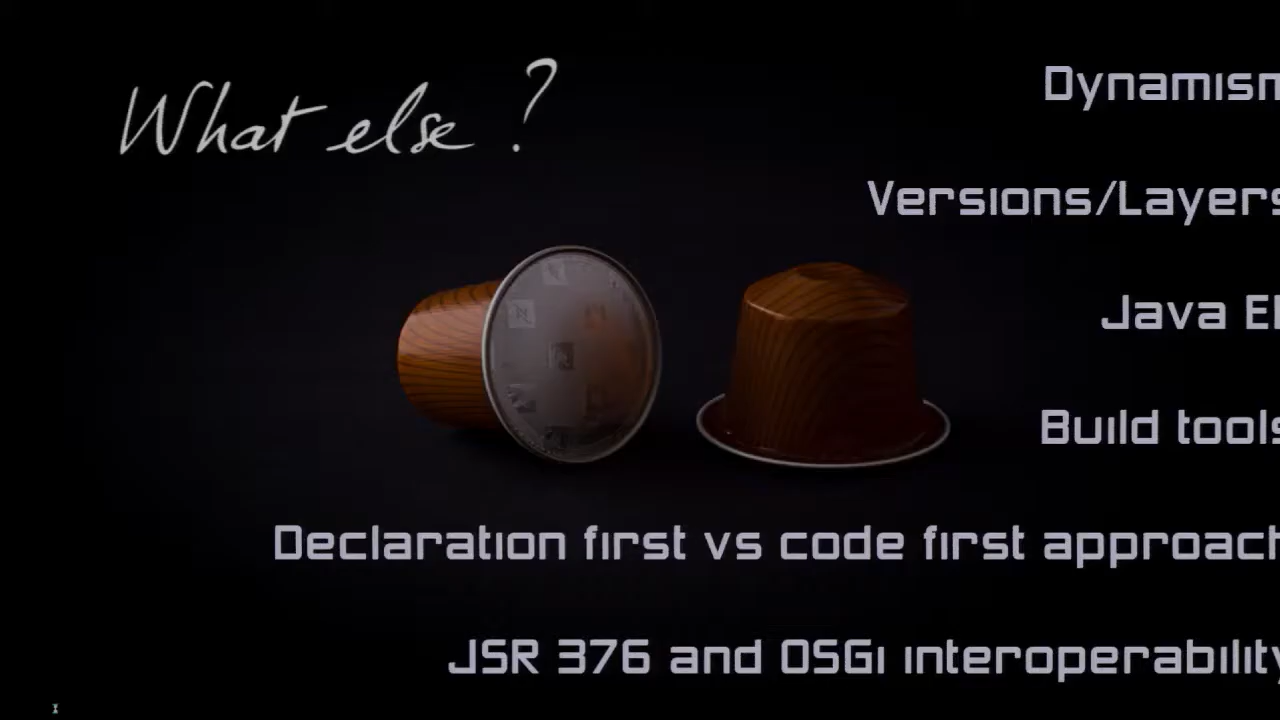 What else ?
Dynamism
Versions/Layers
Java E
Build tools
Declaration first vs code first approach
JSR 376 and OSGi interoperability